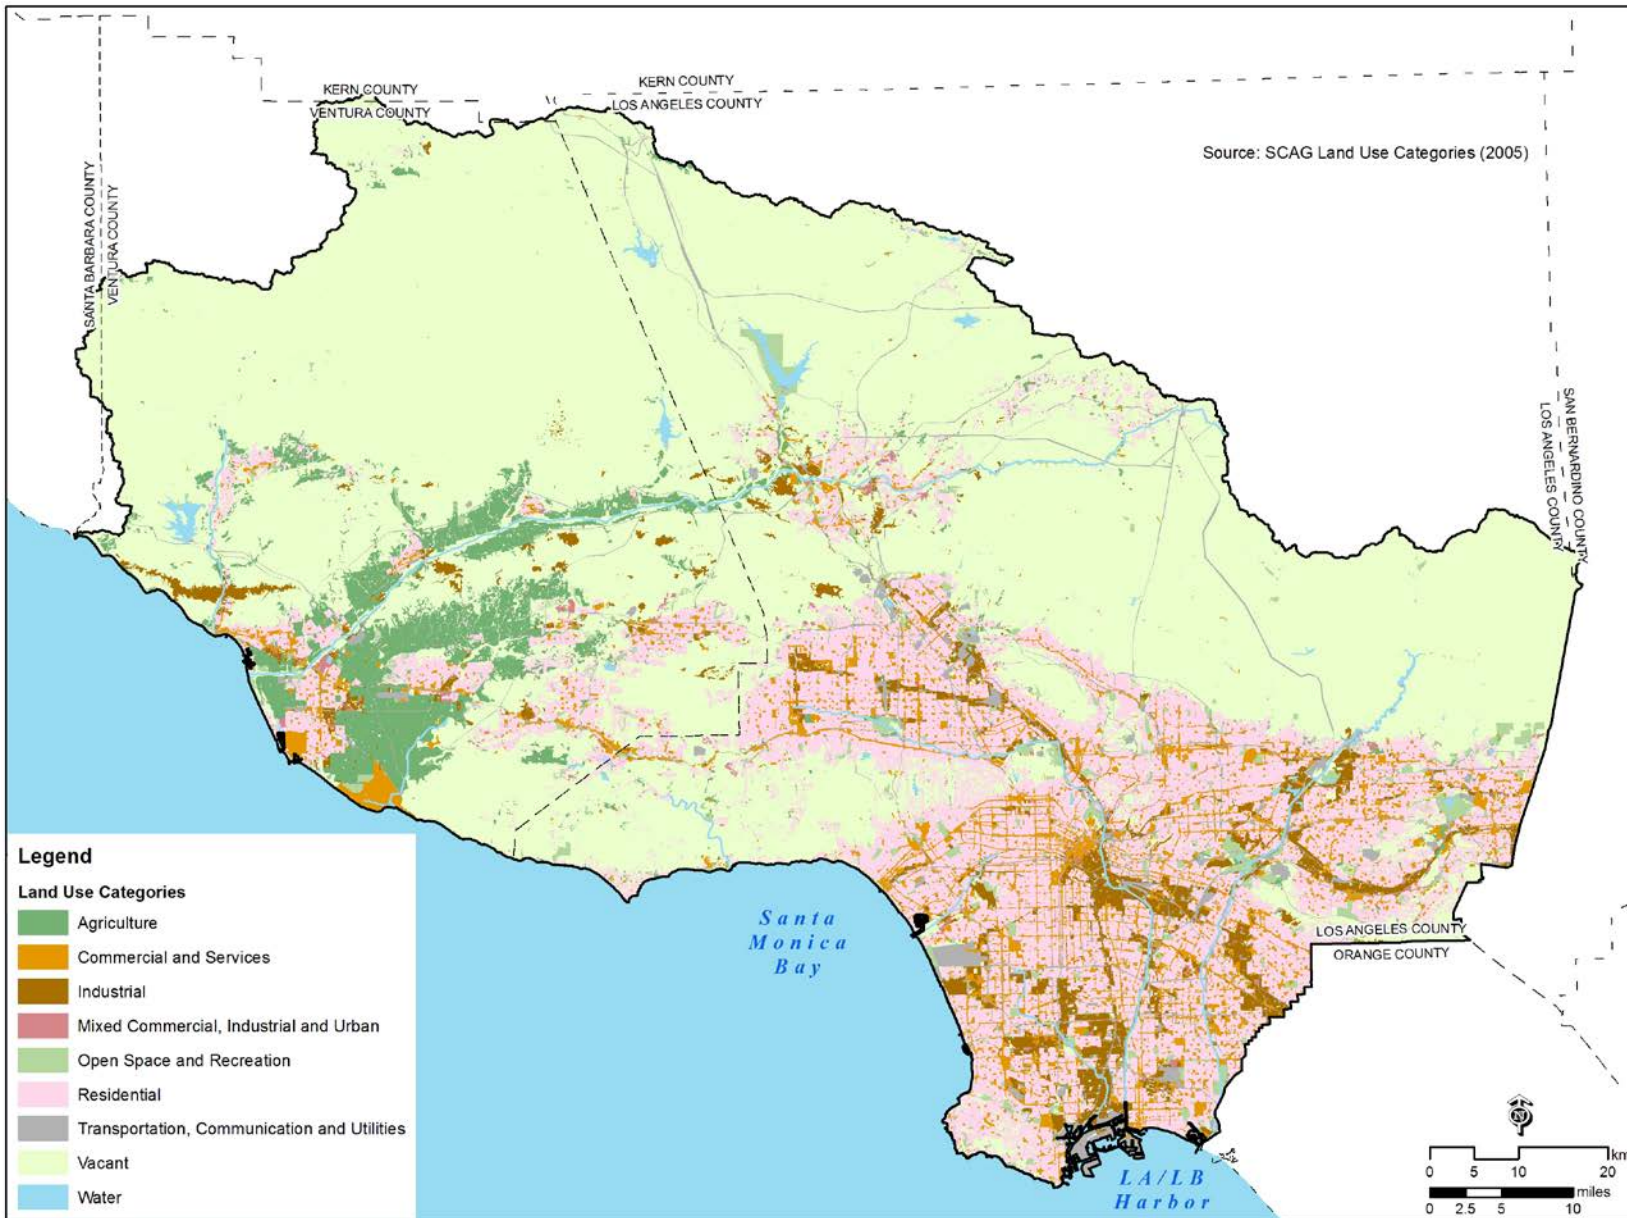 KERN COUNTY
VENTURA COUNTY
KERN COUNTY
LOS ANGELES COUNTY
Source: SCAG Land Use Categories (2005)
SANTA BARBARA COUNTY
VENTURA COUNTY
SAN BERNARDINO COUNTY
LOS ANGELES COUNTY
LOS ANGELES COUNTY
ORANGE COUNTY
Santa
Monica
Bay
LA/LB
Harbor
Legend
Land Use Categories
Agriculture
Commercial and Services
Industrial
Mixed Commercial, Industrial and Urban
Open Space and Recreation
Residential
Transportation, Communication and Utilities
Vacant
Water
N
km
0 5 10 20
miles
0 2.5 5 10